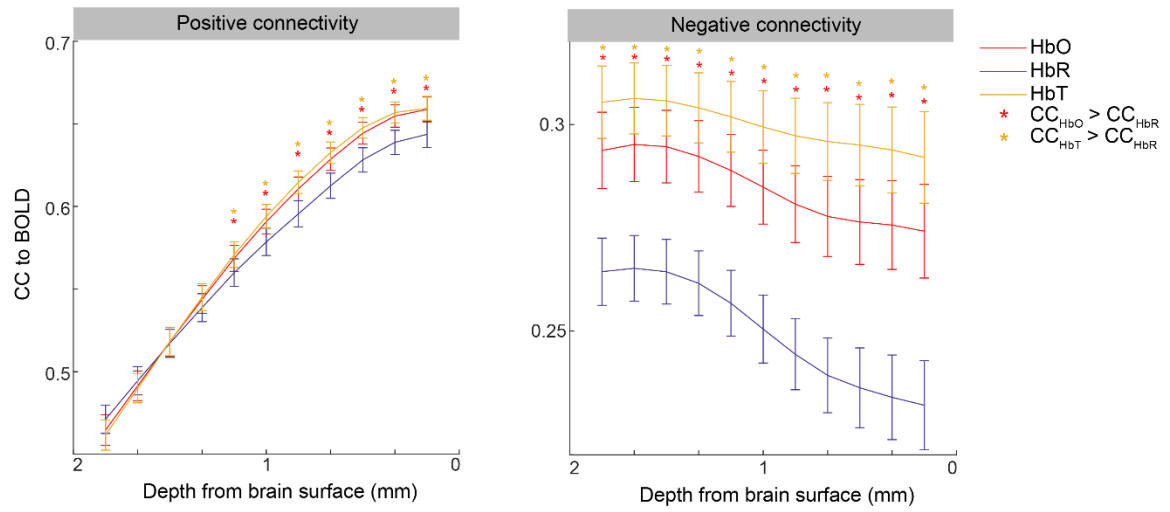 Positive connectivity
0.7
0.6
0.5
CC to BOLD
2
1
0
Depth from brain surface (mm)
Negative connectivity
0.3
0.25
2
1
0
Depth from brain surface (mm)
HbO
HbR
HbT
* CC_HbO > CC_HbR
* CC_HbT > CC_HbR